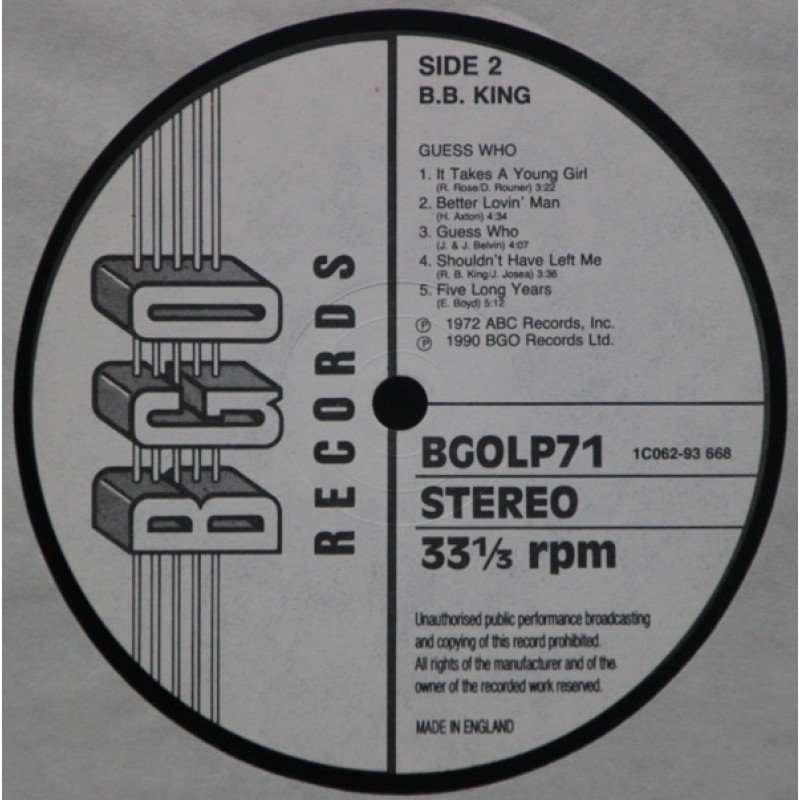 BGO
RECORDS
SIDE 2
B.B. KING
GUESS WHO
1. It Takes A Young Girl
(R. Rose/D. Rouner) 3:22
2. Better Lovin' Man
(H. Axton) 4:34
3. Guess Who
(J. & J. Belvin) 4:07
4. Shouldn't Have Left Me
(R. B. King/J. Josea) 3:36
5. Five Long Years
(E. Boyd) 5:12
℗ 1972 ABC Records, Inc.
℗ 1990 BGO Records Ltd.
BGOLP71 1C062-93 668
STEREO
33⅓ rpm
Unauthorised public performance broadcasting
and copying of this record prohibited.
All rights of the manufacturer and of the
owner of the recorded work reserved.
MADE IN ENGLAND